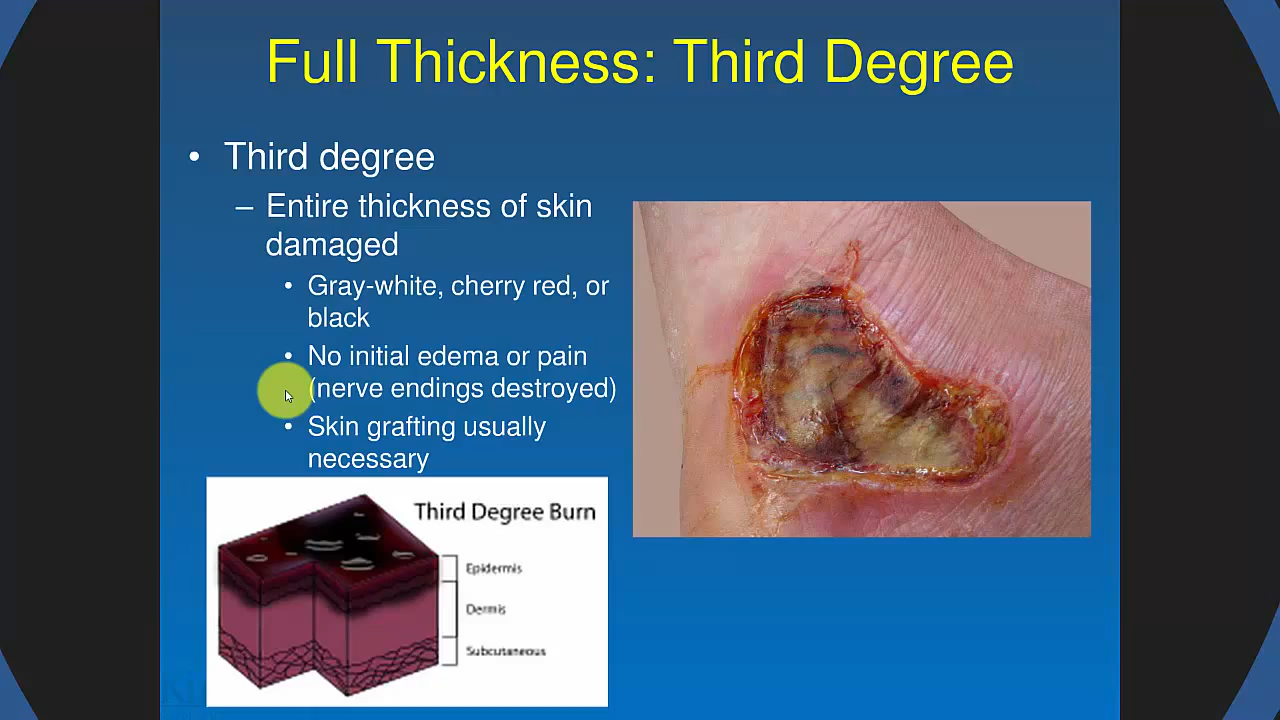 Full Thickness: Third Degree
• Third degree
– Entire thickness of skin
damaged
• Gray-white, cherry red, or
black
• No initial edema or pain
(nerve endings destroyed)
• Skin grafting usually
necessary
Third Degree Burn
Epidermis
Dermis
Subcutaneous